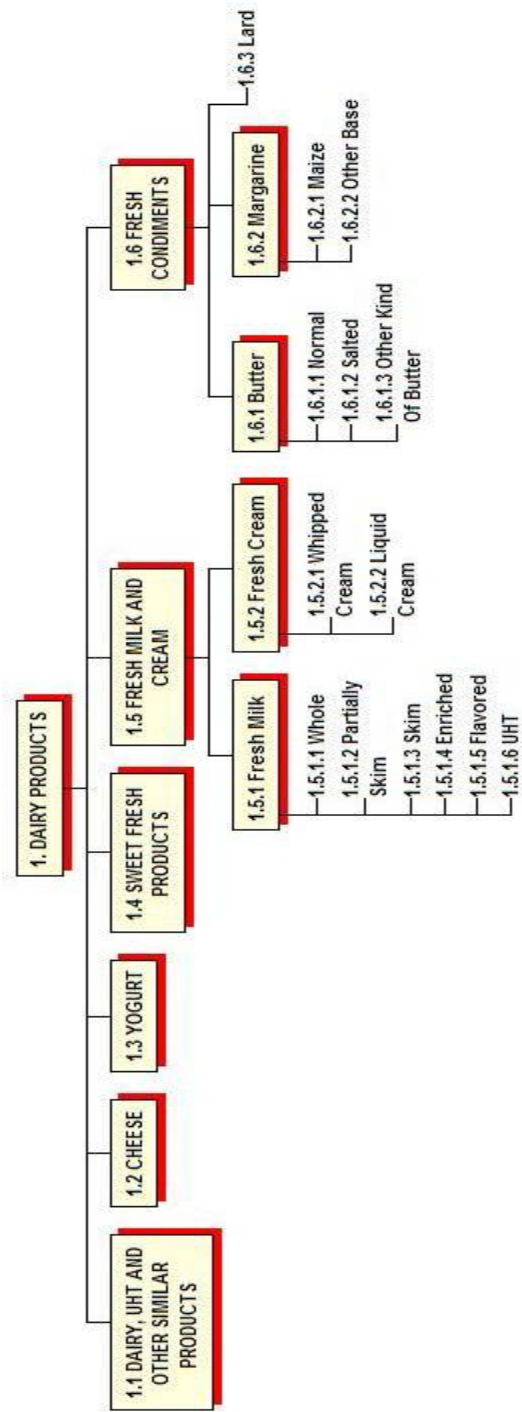 1. DAIRY PRODUCTS
1.1 DAIRY, UHT AND
OTHER SIMILAR
PRODUCTS
1.2 CHEESE
1.3 YOGURT
1.4 SWEET FRESH
PRODUCTS
1.5 FRESH MILK AND
CREAM
1.5.1 Fresh Milk
1.5.1.1 Whole
1.5.1.2 Partially
Skim
1.5.1.3 Skim
1.5.1.4 Enriched
1.5.1.5 Flavored
1.5.1.6 UHT
1.5.2 Fresh Cream
1.5.2.1 Whipped
Cream
1.5.2.2 Liquid
Cream
1.6 FRESH
CONDIMENTS
1.6.1 Butter
1.6.1.1 Normal
1.6.1.2 Salted
1.6.1.3 Other Kind
Of Butter
1.6.2 Margarine
1.6.2.1 Maize
1.6.2.2 Other Base
1.6.3 Lard